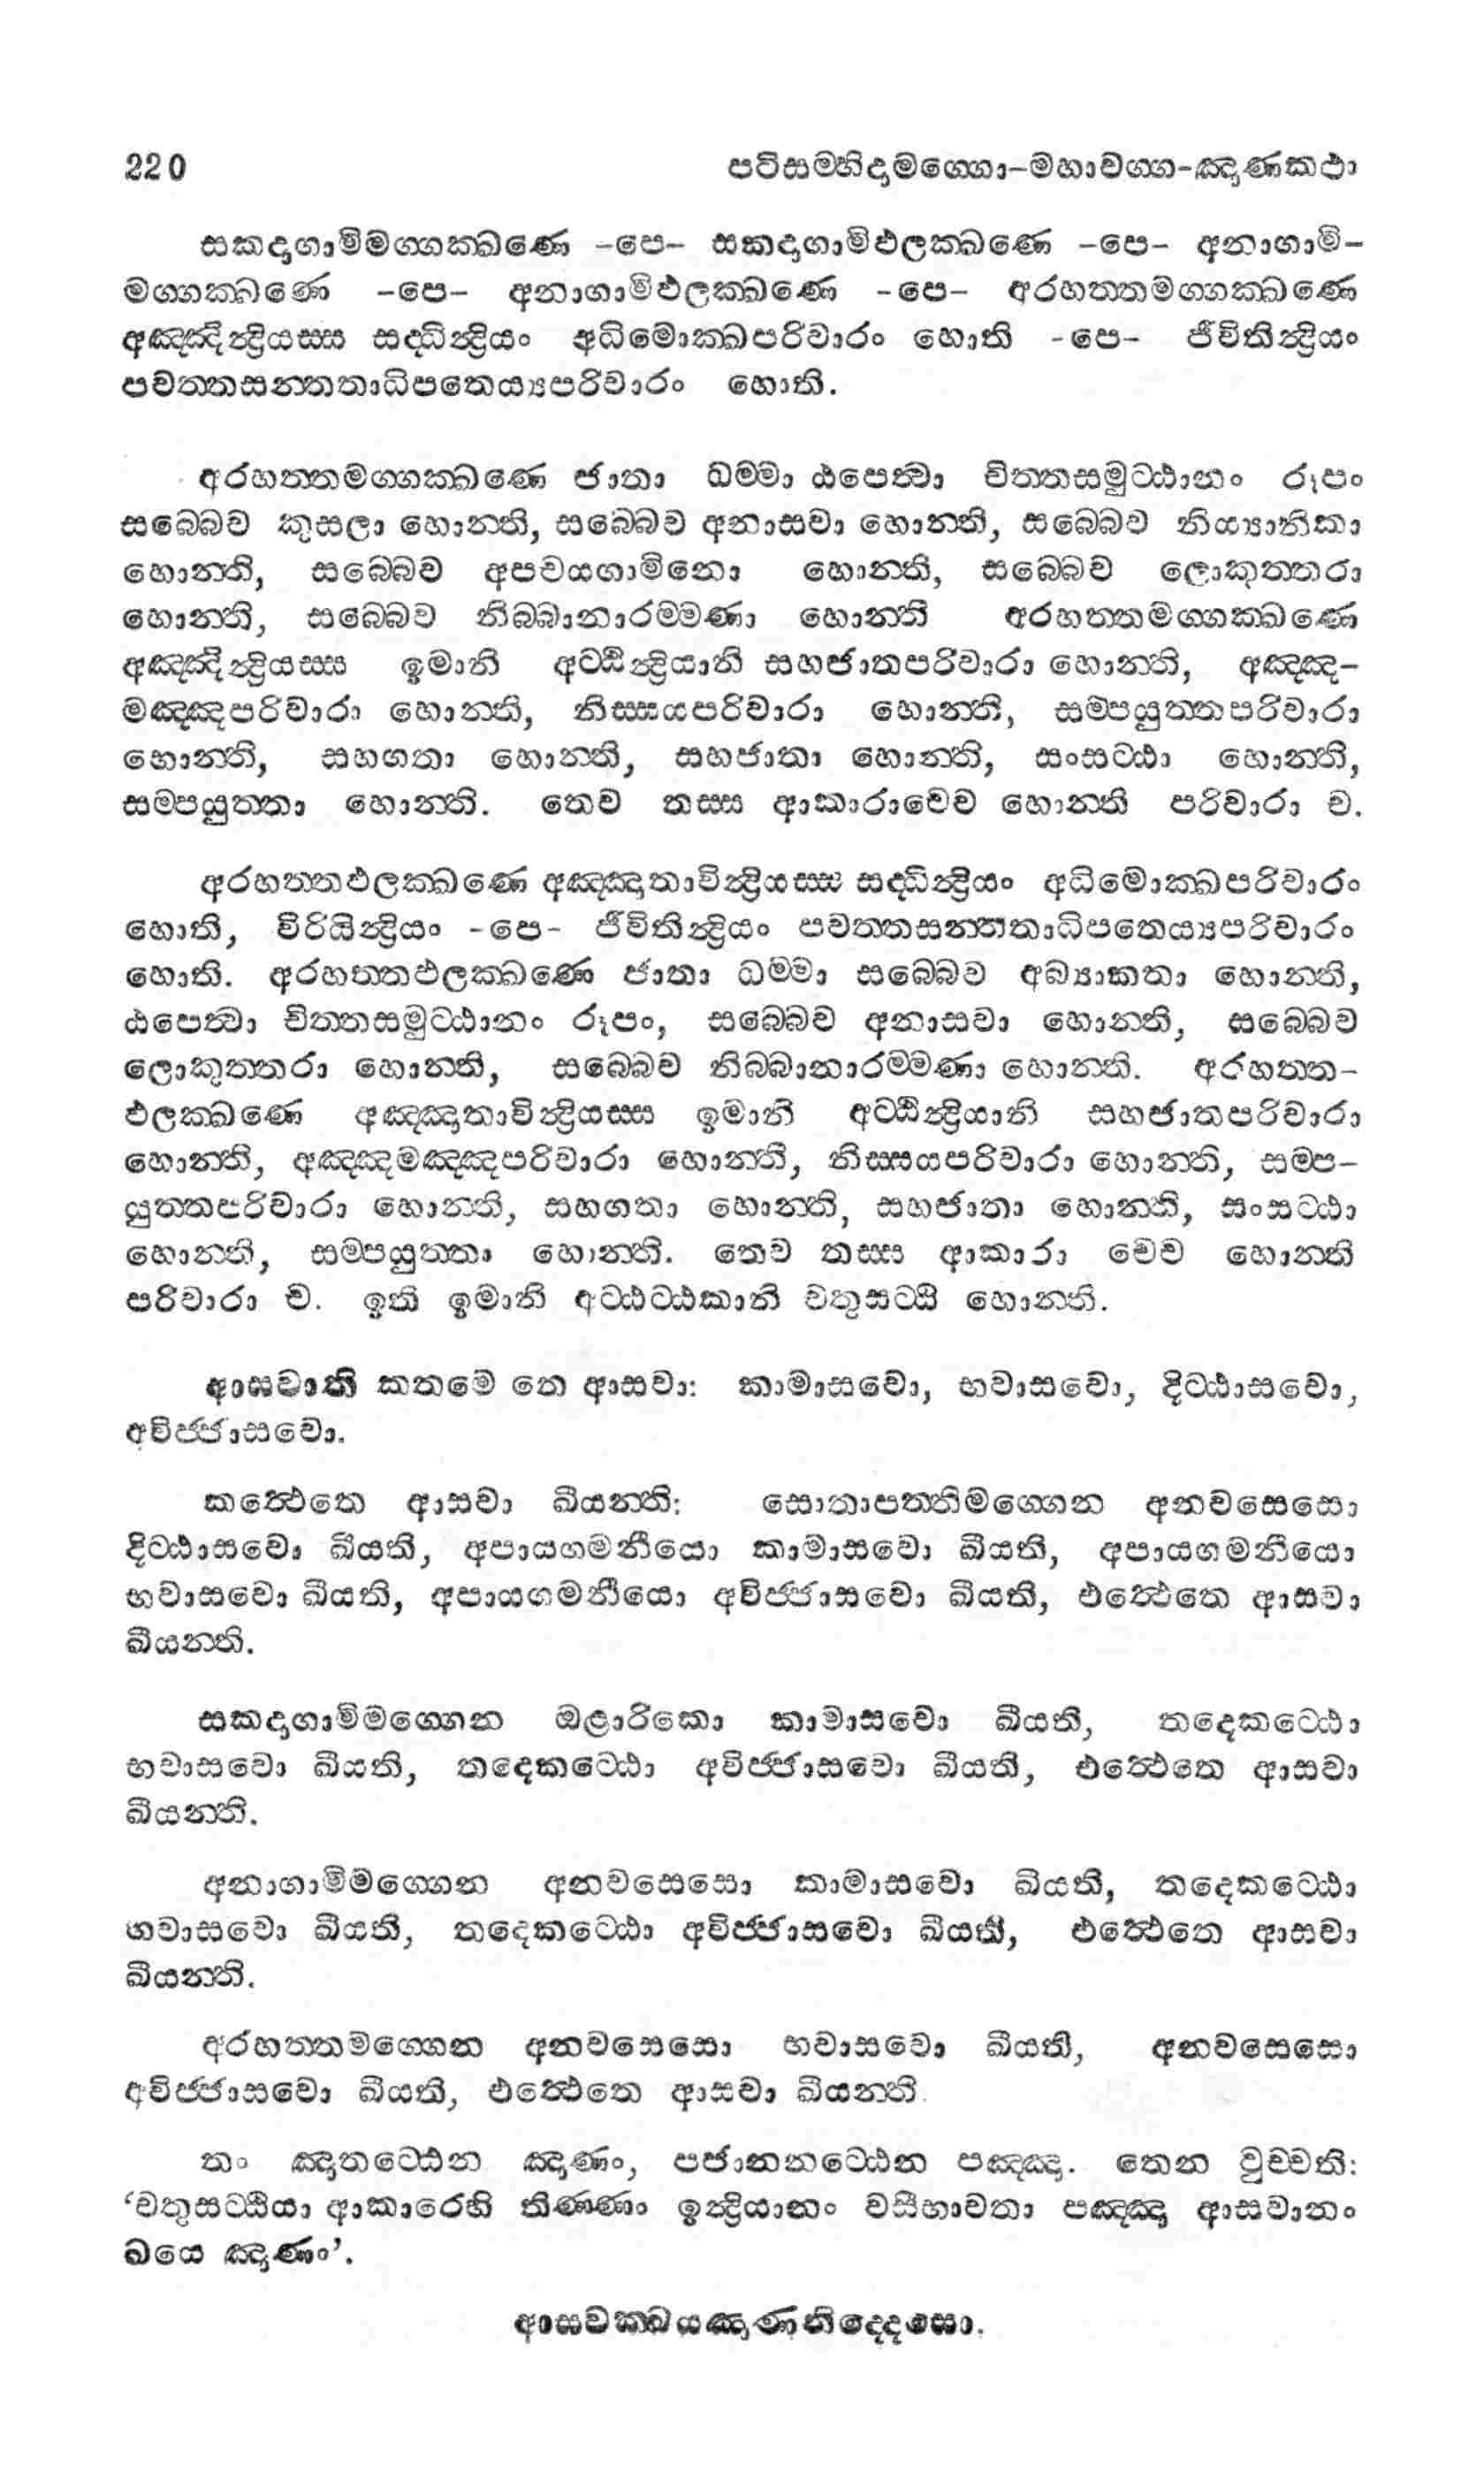 220 පටිසම්භිදාමග්ගො–මහාවග්ග-ඤාණකථා
සකදාගාමිමග්ගක්ඛණෙ –පෙ– සකදාගාමිඵලක්ඛණෙ –පෙ– අනාගාමි–
මග්ගක්ඛණෙ –පෙ– අනාගාමිඵලක්ඛණෙ –පෙ– අරහත්තමග්ගක්ඛණෙ
අඤ්ඤින්ද්‍රියස්ස සද්ධින්ද්‍රියං අධිමොක්ඛපරිවාරං හොති -පෙ– ජීවිතින්ද්‍රියං
පවත්තසන්තතාධිපතෙය්‍යපරිවාරං හොති.
අරහත්තමග්ගක්ඛණෙ ජාතා ධම්මා ඨපෙත්වා චිත්තසමුට්ඨානං රූපං
සබ්බෙව කුසලා හොන්ති, සබ්බෙව අනාසවා හොන්ති, සබ්බෙව නිය්‍යානිකා
හොන්ති, සබ්බෙව අපචයගාමිනො හොන්ති, සබ්බෙව ලොකුත්තරා
හොන්ති, සබ්බෙව නිබ්බානාරම්මණා හොන්ති අරහත්තමග්ගක්ඛණෙ
අඤ්ඤින්ද්‍රියස්ස ඉමානි අට්ඨින්ද්‍රියානි සහජාතපරිවාරා හොන්ති, අඤ්ඤ–
මඤ්ඤපරිවාරා හොන්ති, නිස්සයපරිවාරා හොන්ති, සම්පයුත්තපරිවාරා
හොන්ති, සහගතා හොන්ති, සහජාතා හොන්ති, සංසට්ඨා හොන්ති,
සම්පයුත්තා හොන්ති. තෙව තස්ස ආකාරාචෙව හොන්ති පරිවාරා ච.
අරහත්තඵලක්ඛණෙ අඤ්ඤාතාවින්ද්‍රියස්ස සද්ධින්ද්‍රියං අධිමොක්ඛපරිවාරං
හොති, විරියින්ද්‍රියං -පෙ- ජීවිතින්ද්‍රියං පවත්තසන්තතාධිපතෙය්‍යපරිවාරං
හොති. අරහත්තඵලක්ඛණෙ ජාතා ධම්මා සබ්බෙව අබ්‍යාකතා හොන්ති,
ඨපෙත්වා චිත්තසමුට්ඨානං රූපං, සබ්බෙව අනාසවා හොන්ති, සබ්බෙව
ලොකුත්තරා හොන්ති, සබ්බෙව නිබ්බානාරම්මණා හොන්ති. අරහත්ත–
ඵලක්ඛණෙ අඤ්ඤාතාවින්ද්‍රියස්ස ඉමානි අට්ඨින්ද්‍රියානි සහජාතපරිවාරා
හොන්ති, අඤ්ඤමඤ්ඤපරිවාරා හොන්ති, නිස්සයපරිවාරා හොන්ති, සම්ප–
යුත්තපරිවාරා හොන්ති, සහගතා හොන්ති, සහජාතා හොන්ති, සංසට්ඨා
හොන්ති, සම්පයුත්තා හොන්ති. තෙව තස්ස ආකාරා චෙව හොන්ති
පරිවාරා ච. ඉති ඉමානි අට්ඨට්ඨකානි චතුසට්ඨි හොන්ති.
ආසවාති කතමෙ තෙ ආසවා: කාමාසවො, භවාසවො, දිට්ඨාසවො,
අවිජ්ජාසවො.
කත්ථෙතෙ ආසවා ඛීයන්ති: සොතාපත්තිමග්ගෙන අනවසෙසො
දිට්ඨාසවො ඛීයති, අපායගමනීයො කාමාසවො ඛීයති, අපායගමනීයො
භවාසවො ඛීයති, අපායගමනීයො අවිජ්ජාසවො ඛීයති, එත්ථෙතෙ ආසවා
ඛීයන්ති.
සකදාගාමිමග්ගෙන ඔළාරිකො කාමාසවො ඛීයති, තදෙකට්ඨො
භවාසවො ඛීයති, තදෙකට්ඨො අවිජ්ජාසවො ඛීයති, එත්ථෙතෙ ආසවා
ඛීයන්ති.
අනාගාමිමග්ගෙන අනවසෙසො කාමාසවො ඛීයති, තදෙකට්ඨො
භවාසවො ඛීයති, තදෙකට්ඨො අවිජ්ජාසවො ඛීයති, එත්ථෙතෙ ආසවා
ඛීයන්ති.
අරහත්තමග්ගෙන අනවසෙසො භවාසවො ඛීයති, අනවසෙසො
අවිජ්ජාසවො ඛීයති, එත්ථෙතෙ ආසවා ඛීයන්ති.
තං ඤාතට්ඨෙන ඤාණං, පජානනට්ඨෙන පඤ්ඤා. තෙන වුච්චති:
‘චතුසට්ඨියා ආකාරෙහි තිණ්ණං ඉන්ද්‍රියානං වසීභාවතා පඤ්ඤා ආසවානං
ඛයෙ ඤාණං’.
ආසවක්ඛයඤාණනිද්දෙසො.